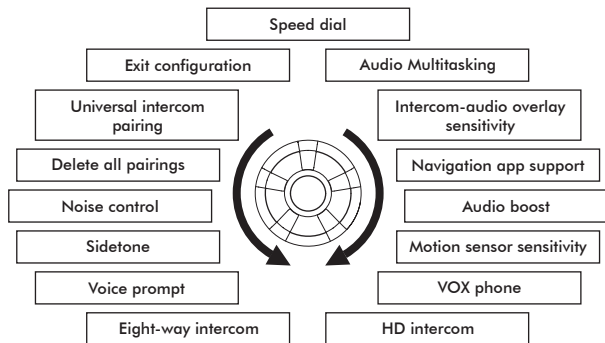 Speed dial
Exit configuration
Audio Multitasking
Universal intercom
pairing
Intercom-audio overlay
sensitivity
Delete all pairings
Navigation app support
Noise control
Audio boost
Sidetone
Motion sensor sensitivity
Voice prompt
VOX phone
Eight-way intercom
HD intercom